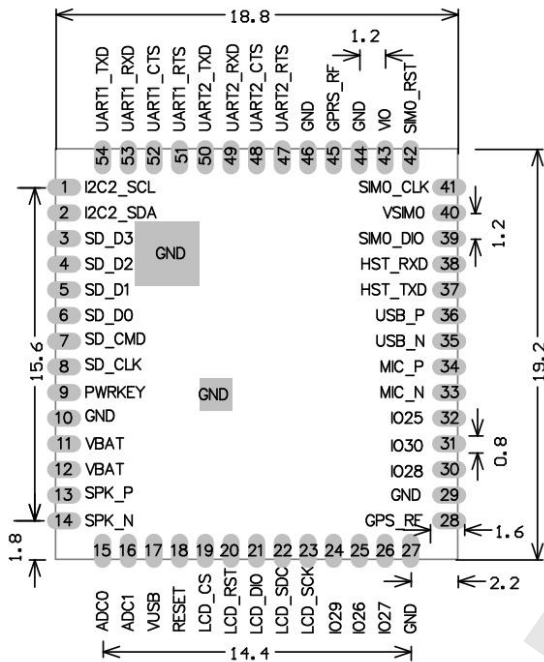 18.8
1.2
UART1_TXD
UART1_RXD
UART1_CTS
UART1_RTS
UART2_TXD
UART2_RXD
UART2_CTS
UART2_RTS
GND
GPRS_RF
GND
VIO
SIM0_RST
54 53 52 51 50 49 48 47 46 45 44 43 42
1 I2C2_SCL SIM0_CLK 41
2 I2C2_SDA VSIM0 40
3 SD_D3 SIM0_DIO 39
4 SD_D2 HST_RXD 38
5 SD_D1 HST_TXD 37
6 SD_D0 USB_P 36
7 SD_CMD USB_N 35
8 SD_CLK MIC_P 34
9 PWRKEY MIC_N 33
10 GND IO25 32
11 VBAT IO30 31
12 VBAT IO28 30
13 SPK_P GND 29
14 SPK_N GPS_RF 28
GND
GND
15.6
1.8
1.2
19.2
0.8
1.6
2.2
15 16 17 18 19 20 21 22 23 24 25 26 27
ADC0
ADC1
VUSB
RESET
LCD_CS
LCD_RST
LCD_DIO
LCD_SDC
LCD_SCK
IO29
IO26
IO27
GND
14.4